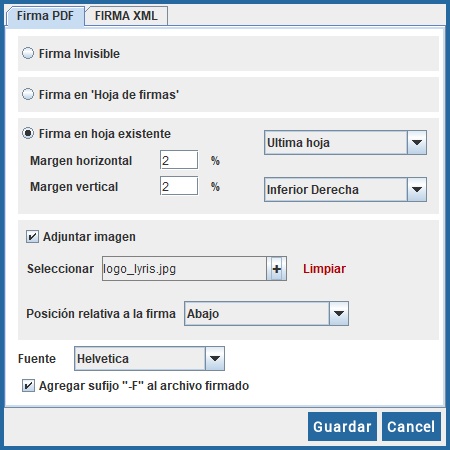 Firma PDF FIRMA XML
Firma Invisible
Firma en 'Hoja de firmas'
Firma en hoja existente Ultima hoja
Margen horizontal 2 %
Margen vertical 2 % Inferior Derecha
Adjuntar imagen
Seleccionar logo_lyris.jpg + Limpiar
Posición relativa a la firma Abajo
Fuente Helvetica
Agregar sufijo "-F" al archivo firmado
Guardar Cancel